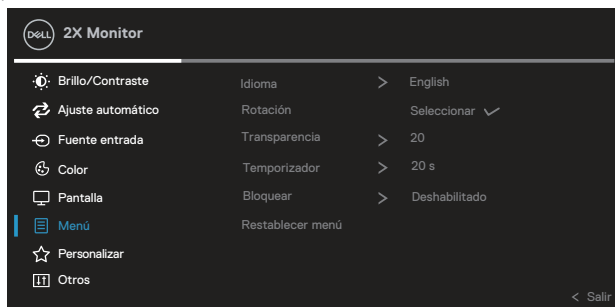 DELL 2X Monitor
Brillo/Contraste Idioma > English
Ajuste automático Rotación Seleccionar ✓
Fuente entrada Transparencia > 20
Color Temporizador > 20 s
Pantalla Bloquear > Deshabilitado
Menú Restablecer menú
Personalizar
Otros
< Salir